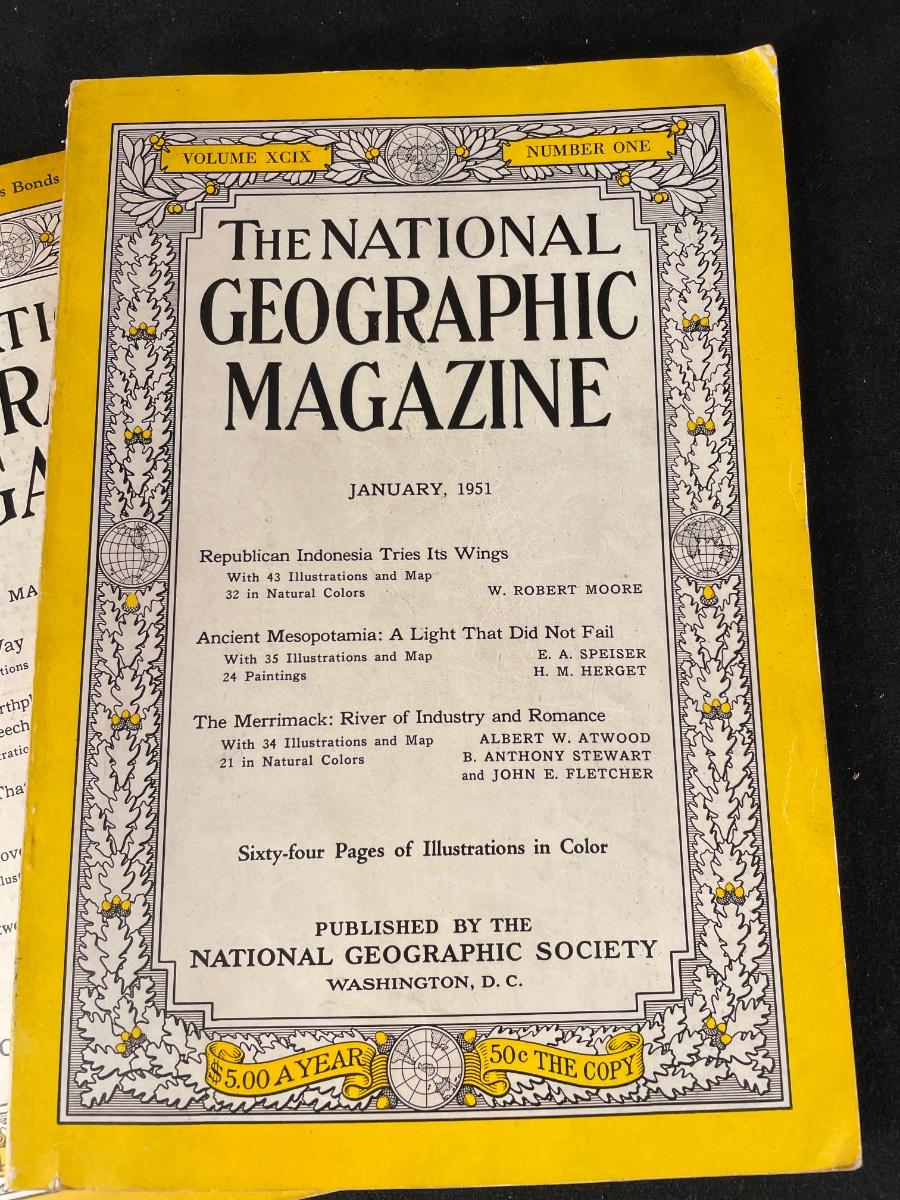 VOLUME XCIX
NUMBER ONE
THE NATIONAL
GEOGRAPHIC
MAGAZINE
JANUARY, 1951
Republican Indonesia Tries Its Wings
With 43 Illustrations and Map
32 in Natural Colors W. ROBERT MOORE
Ancient Mesopotamia: A Light That Did Not Fail
With 35 Illustrations and Map E. A. SPEISER
24 Paintings H. M. HERGET
The Merrimack: River of Industry and Romance
With 34 Illustrations and Map ALBERT W. ATWOOD
21 in Natural Colors B. ANTHONY STEWART
and JOHN E. FLETCHER
Sixty-four Pages of Illustrations in Color
PUBLISHED BY THE
NATIONAL GEOGRAPHIC SOCIETY
WASHINGTON, D. C.
$5.00 A YEAR
50c THE COPY
Bonds